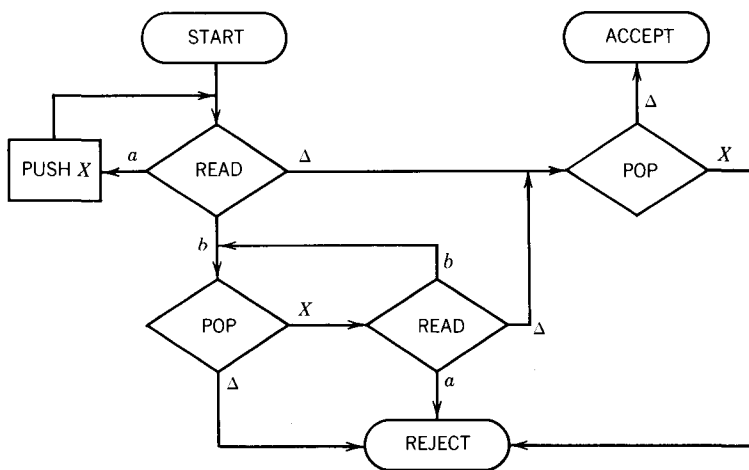 START
ACCEPT
Δ
PUSH X
a
READ
Δ
POP
X
b
b
POP
X
READ
Δ
Δ
a
REJECT